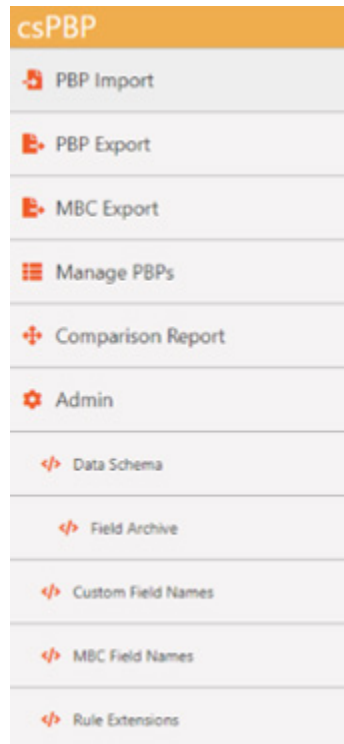 csPBP
PBP Import
PBP Export
MBC Export
Manage PBPs
Comparison Report
Admin
Data Schema
Field Archive
Custom Field Names
MBC Field Names
Rule Extensions